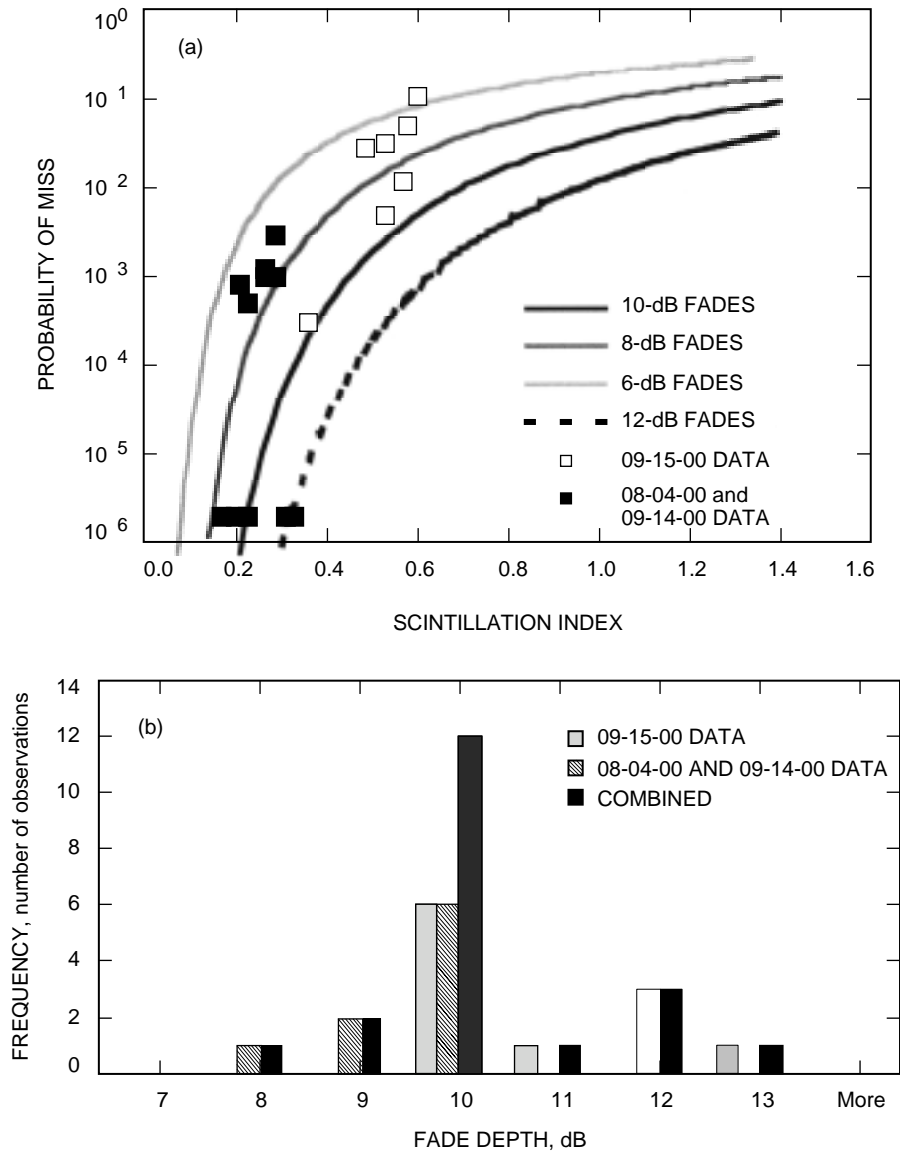 10 0
(a)
10 1
10 2
10 3
10 4
10 5
10 6
PROBABILITY OF MISS
10-dB FADES
8-dB FADES
6-dB FADES
12-dB FADES
09-15-00 DATA
08-04-00 and
09-14-00 DATA
0.0 0.2 0.4 0.6 0.8 1.0 1.2 1.4 1.6
SCINTILLATION INDEX
14
12
10
8
6
4
2
0
FREQUENCY, number of observations
(b)
09-15-00 DATA
08-04-00 AND 09-14-00 DATA
COMBINED
7 8 9 10 11 12 13 More
FADE DEPTH, dB